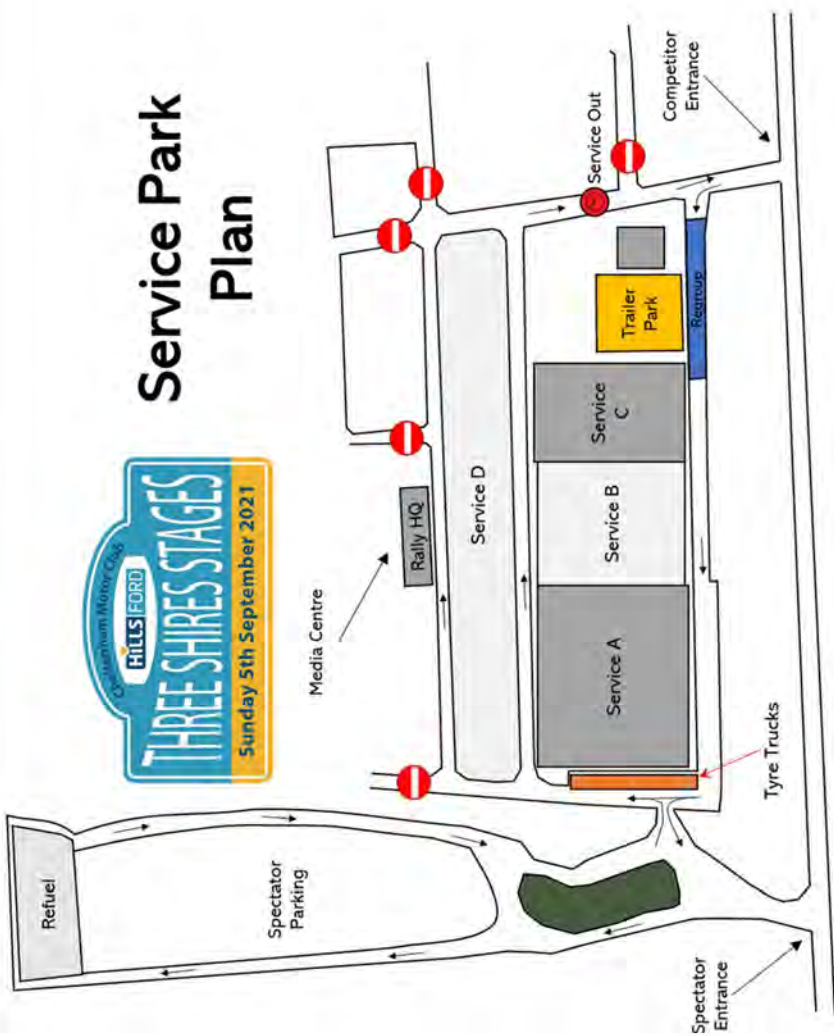 Service Park
Plan
Cheltenham Motor Club
HILLS FORD
THREE SHIRES STAGES
Sunday 5th September 2021
Refuel
Spectator
Parking
Spectator
Entrance
Media Centre
Rally HQ
Service D
Service A
Service B
Service C
Trailer
Park
Regroup
Tyre Trucks
Service Out
Competitor
Entrance